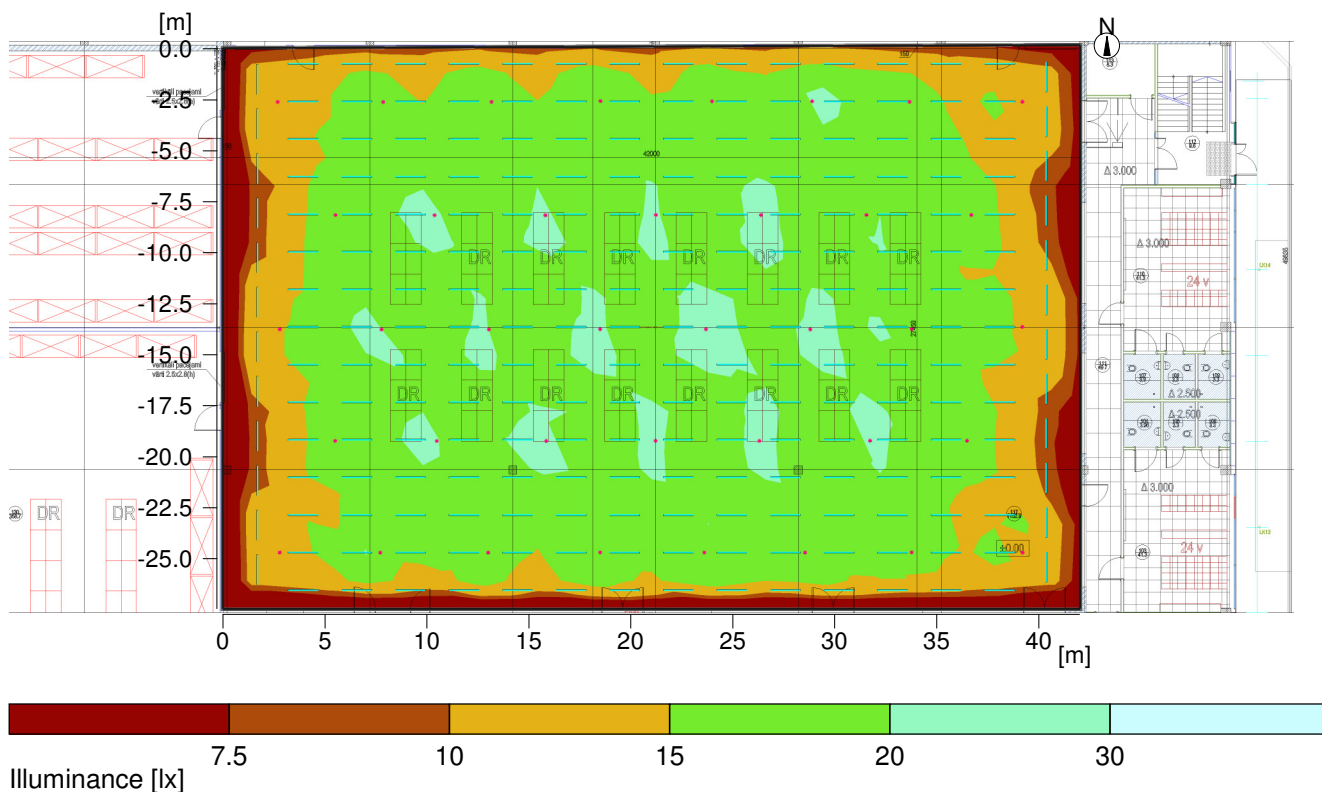 [m]
N
0.0
-2.5
-5.0
-7.5
-10.0
-12.5
-15.0
-17.5
-20.0
-22.5
-25.0
42000
Δ 3.000
Δ 3.000
DR DR DR DR DR DR DR
24 v
DR DR DR DR DR DR DR
Δ 2.500
Δ 2.500
Δ 3.000
DR DR
±0.00
24 v
0 5 10 15 20 25 30 35 40
[m]
7.5 10 15 20 30
Illuminance [lx]